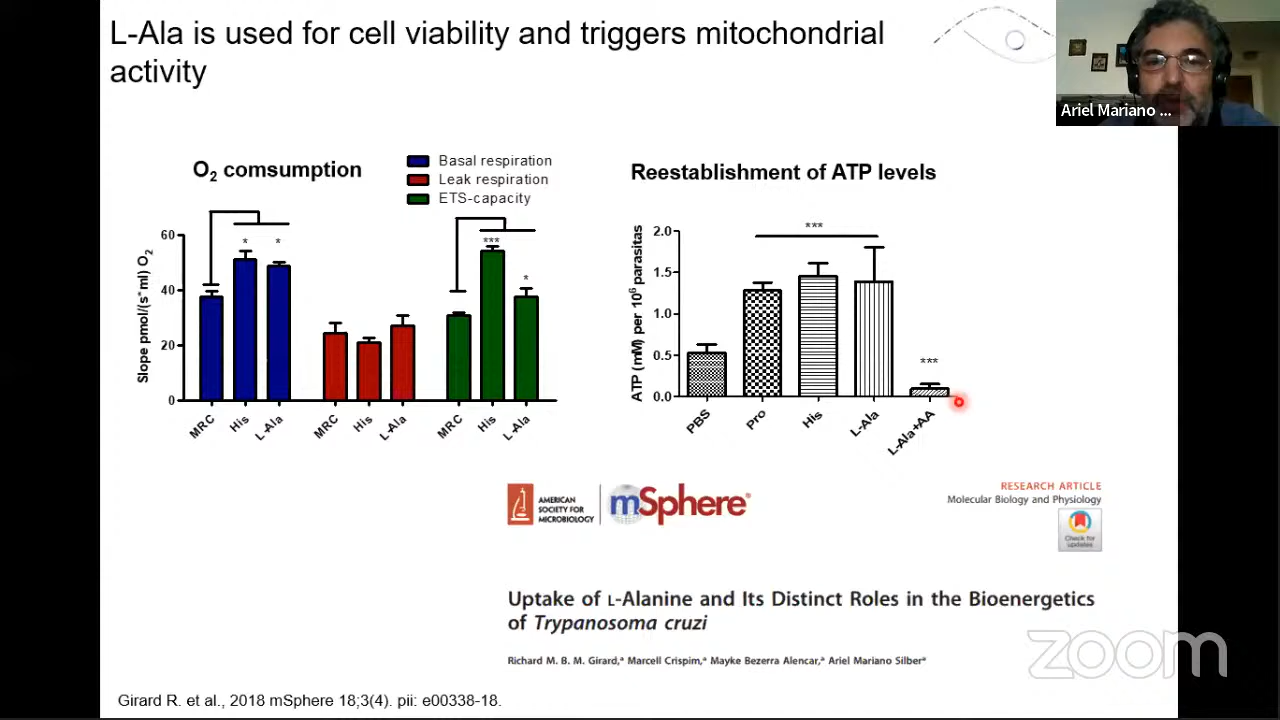 L-Ala is used for cell viability and triggers mitochondrial
activity
Ariel Mariano ...
O2 comsumption
Basal respiration
Leak respiration
ETS-capacity
Reestablishment of ATP levels
Slope pmol/(s*ml) O2
60
40
20
0
* * *** *
MRC His L-Ala MRC His L-Ala MRC His L-Ala
ATP (mM) per 10⁶ parasitas
2.0
1.5
1.0
0.5
0.0
*** ***
PBS Pro His L-Ala L-Ala+AA
AMERICAN
SOCIETY FOR
MICROBIOLOGY
mSphere®
RESEARCH ARTICLE
Molecular Biology and Physiology
Check for
updates
Uptake of L-Alanine and Its Distinct Roles in the Bioenergetics
of Trypanosoma cruzi
Richard M. B. M. Girard,ª Marcell Crispim,ª Mayke Bezerra Alencar,ª Ariel Mariano Silberª
zoom
Girard R. et al., 2018 mSphere 18;3(4). pii: e00338-18.